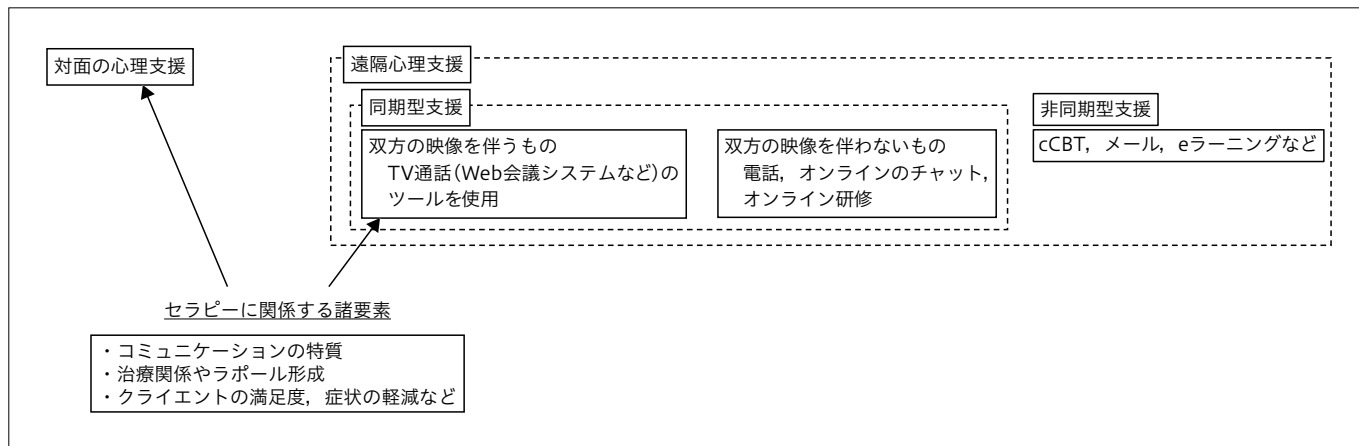 対面の心理支援
遠隔心理支援
同期型支援
双方の映像を伴うもの
TV通話(Web会議システムなど)の
ツールを使用
双方の映像を伴わないもの
電話，オンラインのチャット，
オンライン研修
非同期型支援
cCBT，メール，eラーニングなど
セラピーに関係する諸要素
・コミュニケーションの特質
・治療関係やラポール形成
・クライエントの満足度，症状の軽減など